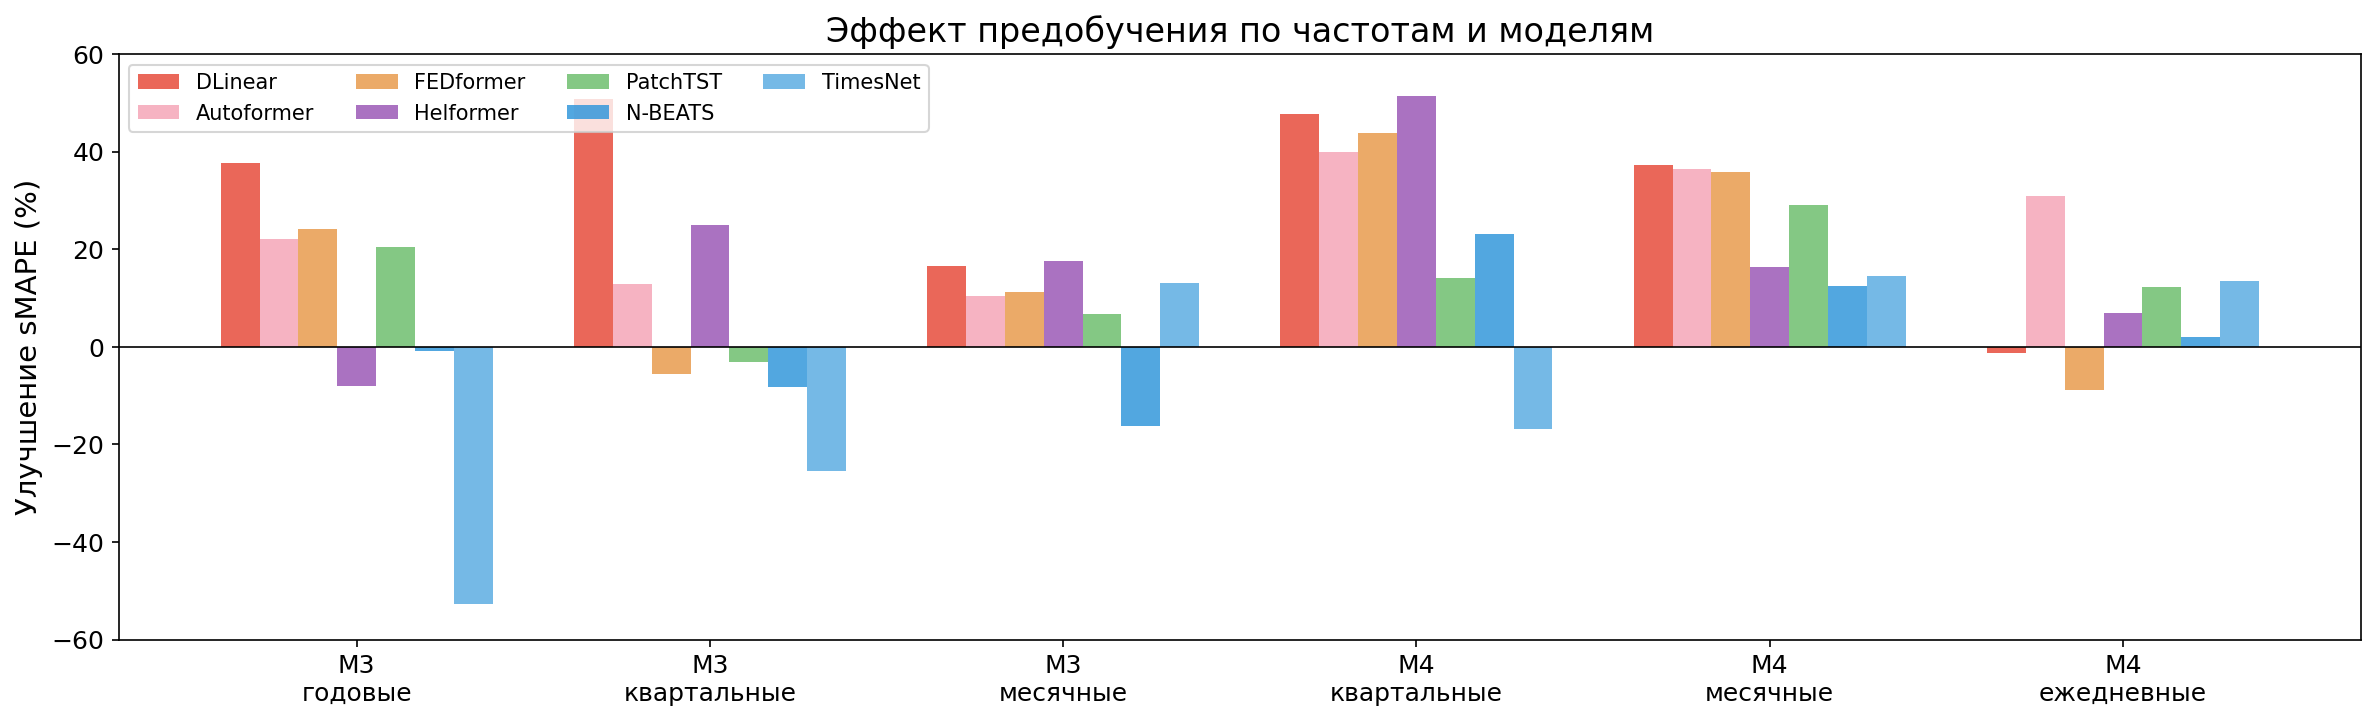 Эффект предобучения по частотам и моделям
DLinear
Autoformer
FEDformer
Helformer
PatchTST
N-BEATS
TimesNet
Улучшение sMAPE (%)
60
40
20
0
−20
−40
−60
M3
годовые
M3
квартальные
M3
месячные
M4
квартальные
M4
месячные
M4
ежедневные